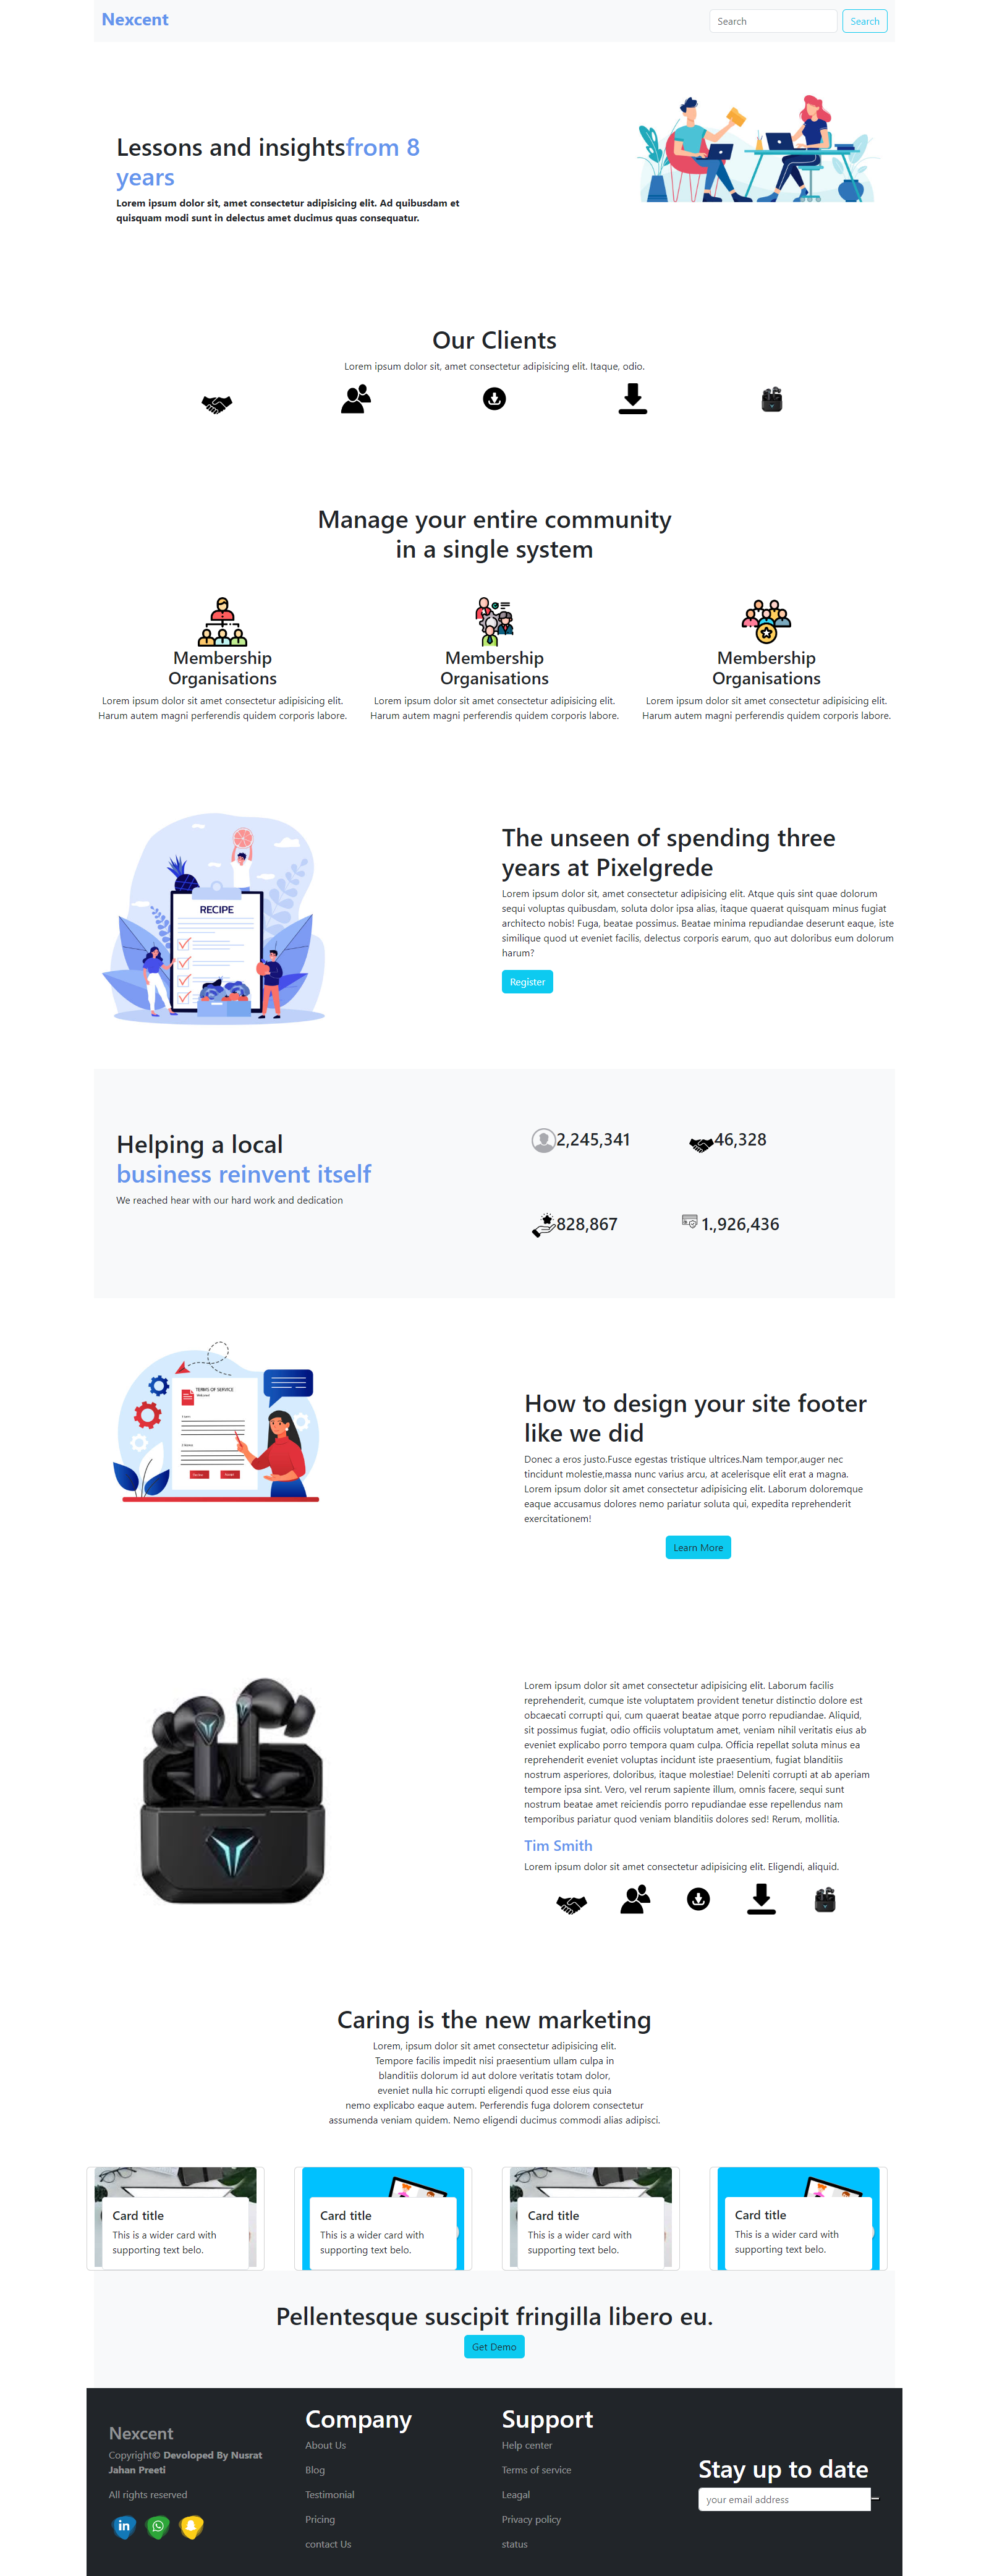 Nexcent
Search
Search
Lessons and insightsfrom 8
years
Lorem ipsum dolor sit, amet consectetur adipisicing elit. Ad quibusdam et
quisquam modi sunt in delectus amet ducimus quas consequatur.
Our Clients
Lorem ipsum dolor sit, amet consectetur adipisicing elit. Itaque, odio.
Manage your entire community
in a single system
Membership
Organisations
Lorem ipsum dolor sit amet consectetur adipisicing elit.
Harum autem magni perferendis quidem corporis labore.
Membership
Organisations
Lorem ipsum dolor sit amet consectetur adipisicing elit.
Harum autem magni perferendis quidem corporis labore.
Membership
Organisations
Lorem ipsum dolor sit amet consectetur adipisicing elit.
Harum autem magni perferendis quidem corporis labore.
RECIPE
The unseen of spending three
years at Pixelgrede
Lorem ipsum dolor sit, amet consectetur adipisicing elit. Atque quis sint quae dolorum
sequi voluptas quibusdam, soluta dolor ipsa alias, itaque quaerat quisquam minus fugiat
architecto nobis! Fuga, beatae possimus. Beatae minima repudiandae deserunt eaque, iste
similique quod ut eveniet facilis, delectus corporis earum, quo aut doloribus eum dolorum
harum?
Register
Helping a local
business reinvent itself
We reached hear with our hard work and dedication
2,245,341
46,328
828,867
1.,926,436
TERMS OF SERVICE
How to design your site footer
like we did
Donec a eros justo.Fusce egestas tristique ultrices.Nam tempor,auger nec
tincidunt molestie,massa nunc varius arcu, at acelerisque elit erat a magna.
Lorem ipsum dolor sit amet consectetur adipisicing elit. Laborum doloremque
eaque accusamus dolores nemo pariatur soluta qui, expedita reprehenderit
exercitationem!
Learn More
Lorem ipsum dolor sit amet consectetur adipisicing elit. Laborum facilis
reprehenderit, cumque iste voluptatem provident tenetur distinctio dolore est
obcaecati corrupti qui, cum quaerat beatae atque porro repudiandae. Aliquid,
sit possimus fugiat, odio officiis voluptatum amet, veniam nihil veritatis eius ab
eveniet explicabo porro tempora quam culpa. Officia repellat soluta minus ea
reprehenderit eveniet voluptas incidunt iste praesentium, fugiat blanditiis
nostrum asperiores, doloribus, itaque molestiae! Deleniti corrupti at ab aperiam
tempore ipsa sint. Vero, vel rerum sapiente illum, omnis facere, sequi sunt
nostrum beatae amet reiciendis porro repudiandae esse repellendus nam
temporibus pariatur quod veniam blanditiis dolores sed! Rerum, mollitia.
Tim Smith
Lorem ipsum dolor sit amet consectetur adipisicing elit. Eligendi, aliquid.
Caring is the new marketing
Lorem, ipsum dolor sit amet consectetur adipisicing elit.
Tempore facilis impedit nisi praesentium ullam culpa in
blanditiis dolorum id aut dolore veritatis totam dolor,
eveniet nulla hic corrupti eligendi quod esse eius quia
nemo explicabo eaque autem. Perferendis fuga dolorem consectetur
assumenda veniam quidem. Nemo eligendi ducimus commodi alias adipisci.
Card title
This is a wider card with
supporting text belo.
Card title
This is a wider card with
supporting text belo.
Card title
This is a wider card with
supporting text belo.
Card title
This is a wider card with
supporting text belo.
Pellentesque suscipit fringilla libero eu.
Get Demo
Nexcent
Copyright© Devoloped By Nusrat
Jahan Preeti
All rights reserved
in
Company
About Us
Blog
Testimonial
Pricing
contact Us
Support
Help center
Terms of service
Leagal
Privacy policy
status
Stay up to date
your email address